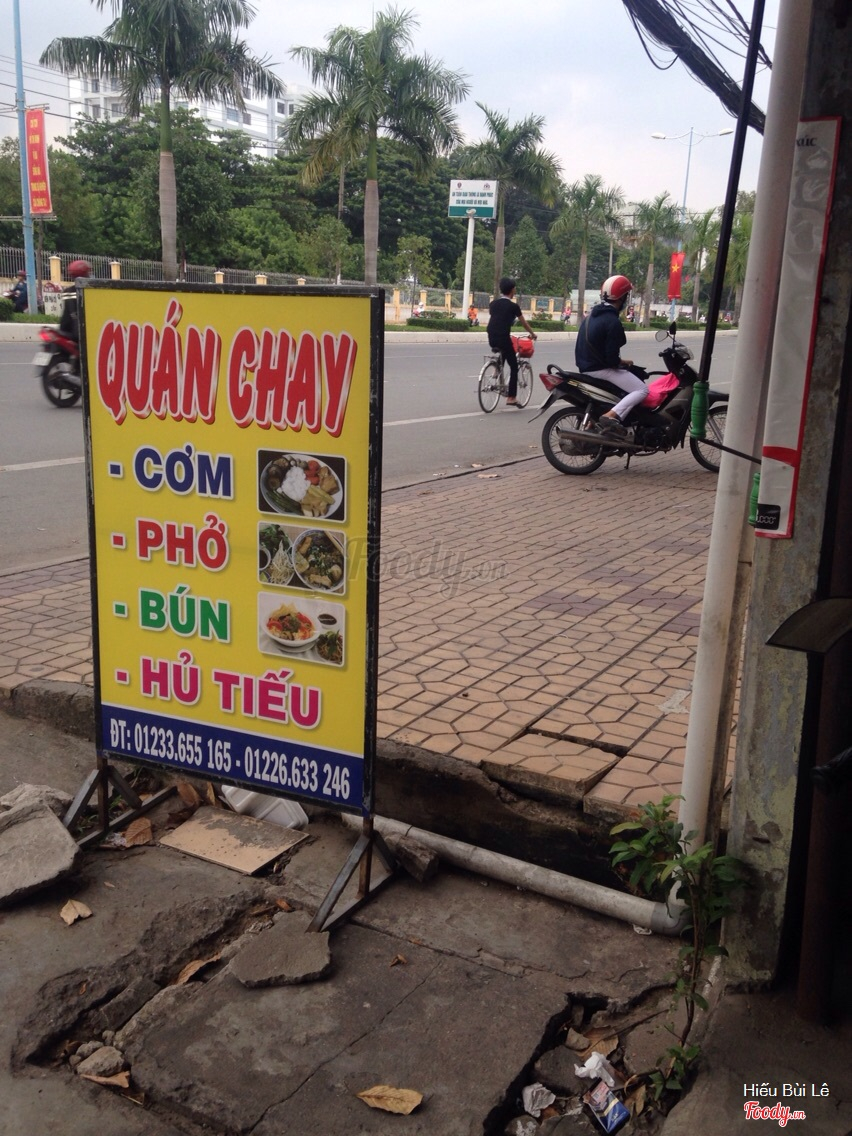 QUÁN CHAY
- CƠM
- PHỞ
- BÚN
- HỦ TIẾU
ĐT: 01233.655 165 - 01226.633 246
Foody.vn
Hiếu Bùi Lê
Foody.vn